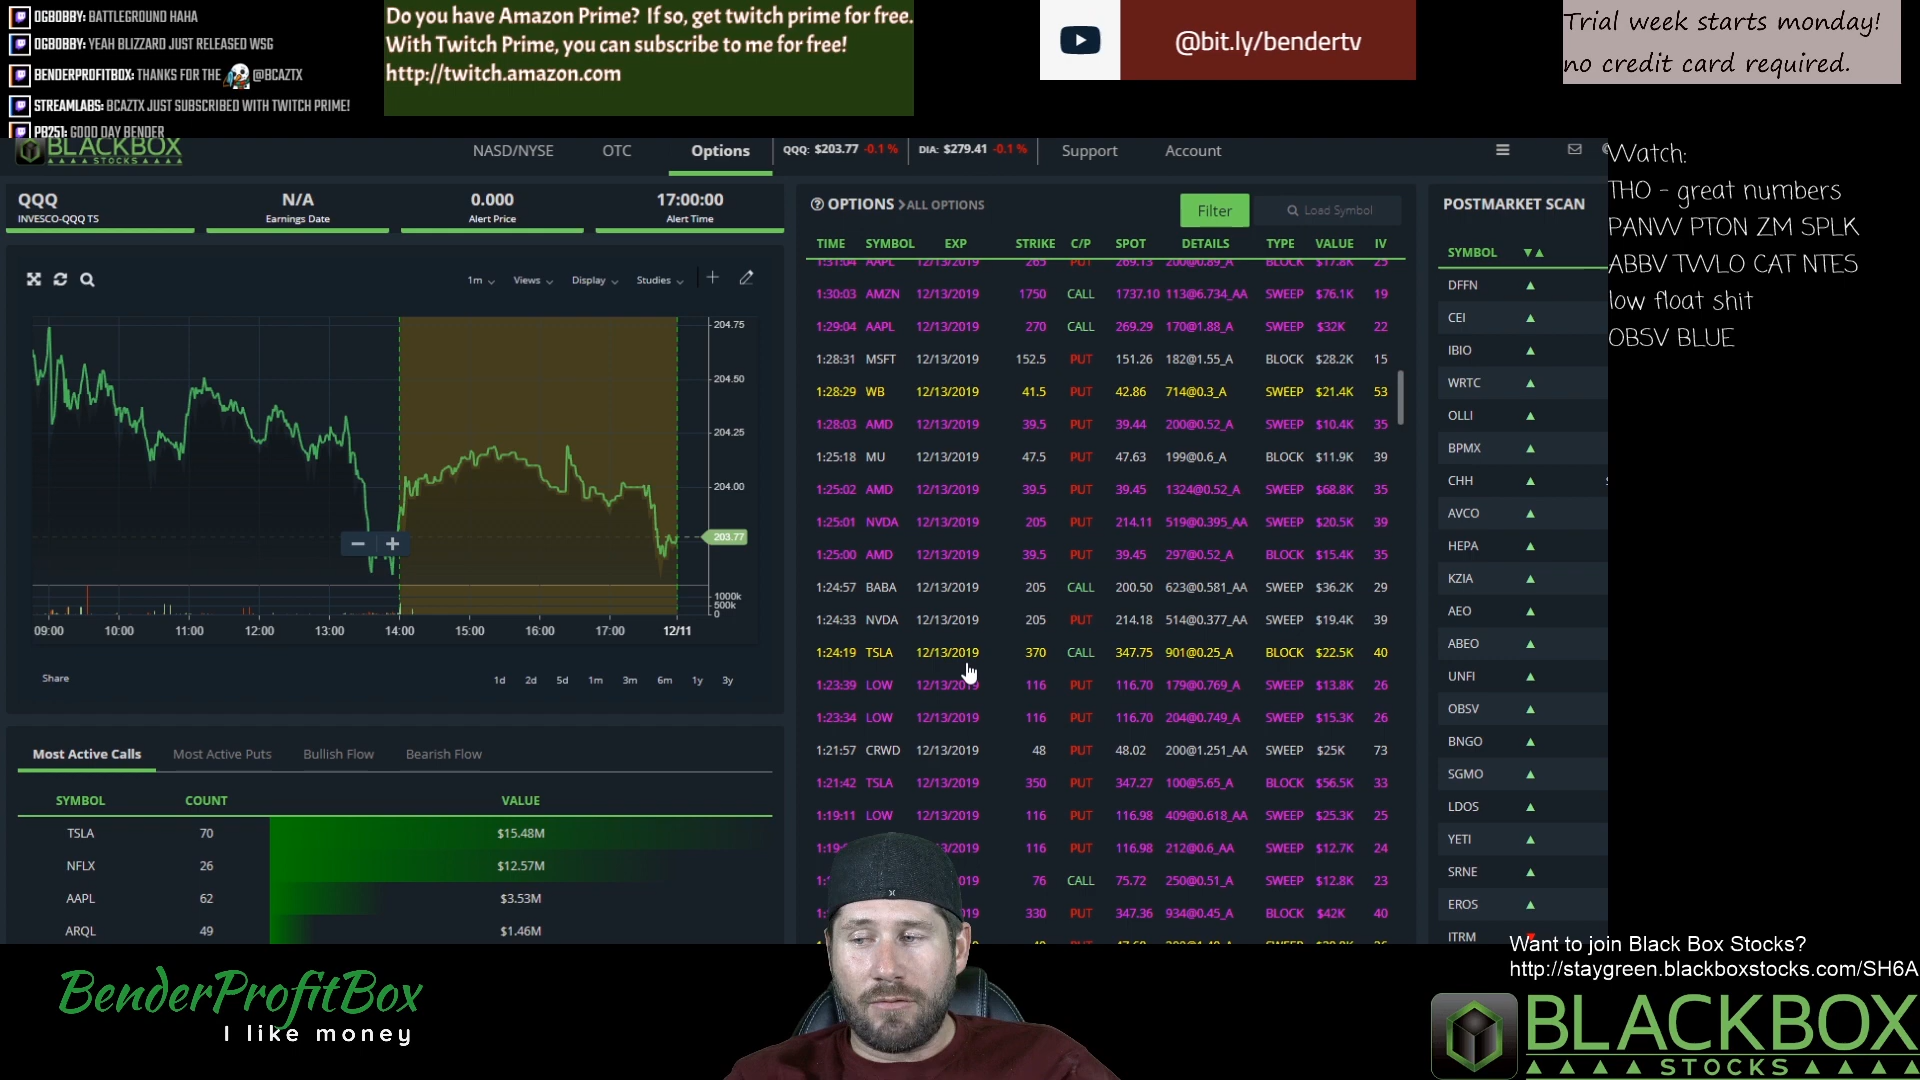 OGBOBBY: BATTLEGROUND HAHA
OGBOBBY: YEAH BLIZZARD JUST RELEASED WSG
BENDERPROFITBOX: THANKS FOR THE @BCAZTX
STREAMLABS: BCAZTX JUST SUBSCRIBED WITH TWITCH PRIME!
PB251: GOOD DAY BENDER
Do you have Amazon Prime? If so, get twitch prime for free.
With Twitch Prime, you can subscribe to me for free!
http://twitch.amazon.com
@bit.ly/bendertv
Trial week starts monday!
no credit card required.
BLACKBOX
STOCKS
NASD/NYSE OTC Options QQQ: $203.77 -0.1 % DIA: $279.41 -0.1 % Support Account
QQQ N/A 0.000 17:00:00
INVESCO-QQQ TS Earnings Date Alert Price Alert Time
1m Views Display Studies
204.75
204.50
204.25
204.00
203.77
1000k
500k
0
09:00 10:00 11:00 12:00 13:00 14:00 15:00 16:00 17:00 12/11
Share 1d 2d 5d 1m 3m 6m 1y 3y
Most Active Calls Most Active Puts Bullish Flow Bearish Flow
SYMBOL COUNT VALUE
TSLA 70 $15.48M
NFLX 26 $12.57M
AAPL 62 $3.53M
ARQL 49 $1.46M
OPTIONS >ALL OPTIONS Filter Load Symbol
TIME SYMBOL EXP STRIKE C/P SPOT DETAILS TYPE VALUE IV
1:31:04 AAPL 12/13/2019 265 PUT 269.13 200@0.89_A BLOCK $17.8K 25
1:30:03 AMZN 12/13/2019 1750 CALL 1737.10 113@6.734_AA SWEEP $76.1K 19
1:29:04 AAPL 12/13/2019 270 CALL 269.29 170@1.88_A SWEEP $32K 22
1:28:31 MSFT 12/13/2019 152.5 PUT 151.26 182@1.55_A BLOCK $28.2K 15
1:28:29 WB 12/13/2019 41.5 PUT 42.86 714@0.3_A SWEEP $21.4K 53
1:28:03 AMD 12/13/2019 39.5 PUT 39.44 200@0.52_A SWEEP $10.4K 35
1:25:18 MU 12/13/2019 47.5 PUT 47.63 199@0.6_A BLOCK $11.9K 39
1:25:02 AMD 12/13/2019 39.5 PUT 39.45 1324@0.52_A SWEEP $68.8K 35
1:25:01 NVDA 12/13/2019 205 PUT 214.11 519@0.395_AA SWEEP $20.5K 39
1:25:00 AMD 12/13/2019 39.5 PUT 39.45 297@0.52_A BLOCK $15.4K 35
1:24:57 BABA 12/13/2019 205 CALL 200.50 623@0.581_AA SWEEP $36.2K 29
1:24:33 NVDA 12/13/2019 205 PUT 214.18 514@0.377_AA SWEEP $19.4K 39
1:24:19 TSLA 12/13/2019 370 CALL 347.75 901@0.25_A BLOCK $22.5K 40
1:23:39 LOW 12/13/2019 116 PUT 116.70 179@0.769_A SWEEP $13.8K 26
1:23:34 LOW 12/13/2019 116 PUT 116.70 204@0.749_A SWEEP $15.3K 26
1:21:57 CRWD 12/13/2019 48 PUT 48.02 200@1.251_AA SWEEP $25K 73
1:21:42 TSLA 12/13/2019 350 PUT 347.27 100@5.65_A BLOCK $56.5K 33
1:19:11 LOW 12/13/2019 116 PUT 116.98 409@0.618_AA SWEEP $25.3K 25
1:19: 116 PUT 116.98 212@0.6_AA SWEEP $12.7K 24
019 76 CALL 75.72 250@0.51_A SWEEP $12.8K 23
019 330 PUT 347.36 934@0.45_A BLOCK $42K 40
POSTMARKET SCAN
SYMBOL
DFFN
CEI
IBIO
WRTC
OLLI
BPMX
CHH
AVCO
HEPA
KZIA
AEO
ABEO
UNFI
OBSV
BNGO
SGMO
LDOS
YETI
SRNE
EROS
ITRM
Watch:
THO - great numbers
PANW PTON ZM SPLK
ABBV TWLO CAT NTES
low float shit
OBSV BLUE
BenderProfitBox
I like money
Want to join Black Box Stocks?
http://staygreen.blackboxstocks.com/SH6A
BLACKBOX
STOCKS